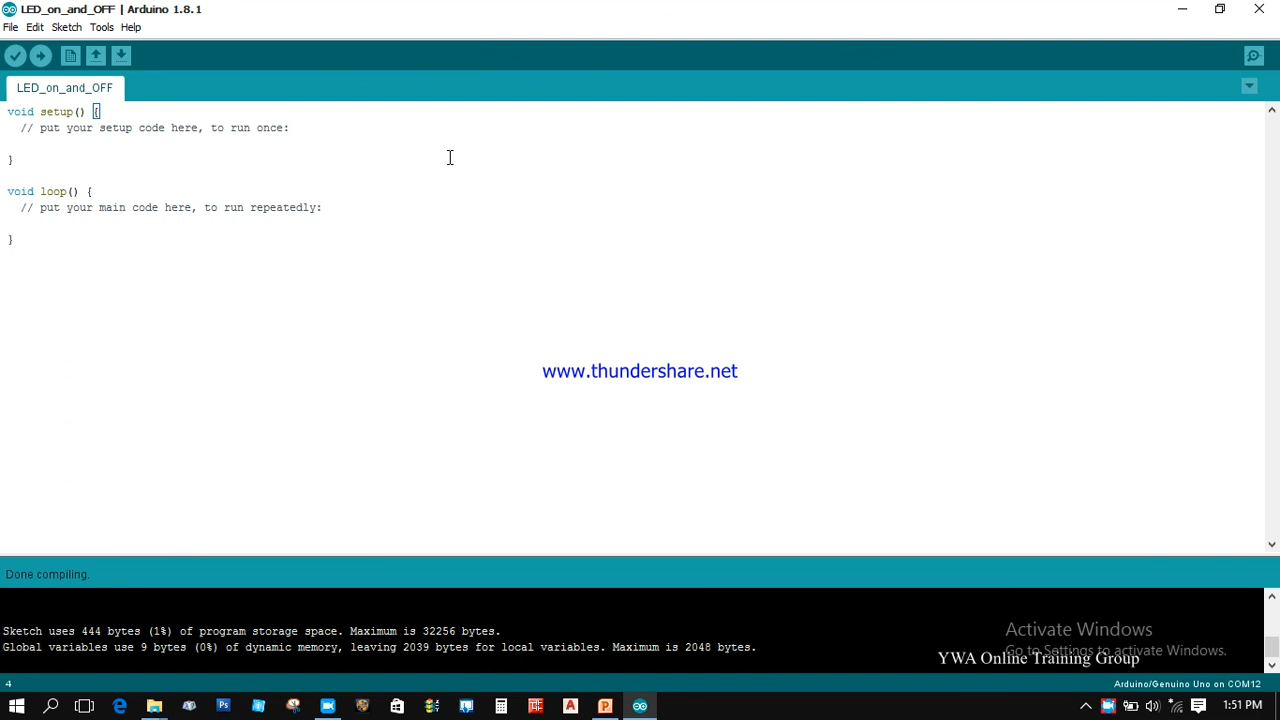 LED_on_and_OFF | Arduino 1.8.1
File Edit Sketch Tools Help
LED_on_and_OFF
void setup() {
// put your setup code here, to run once:
}
void loop() {
// put your main code here, to run repeatedly:
}
www.thundershare.net
Done compiling.
Sketch uses 444 bytes (1%) of program storage space. Maximum is 32256 bytes.
Global variables use 9 bytes (0%) of dynamic memory, leaving 2039 bytes for local variables. Maximum is 2048 bytes.
Activate Windows
Go to Settings to activate Windows.
YWA Online Training Group
4
Arduino/Genuino Uno on COM12
1:51 PM